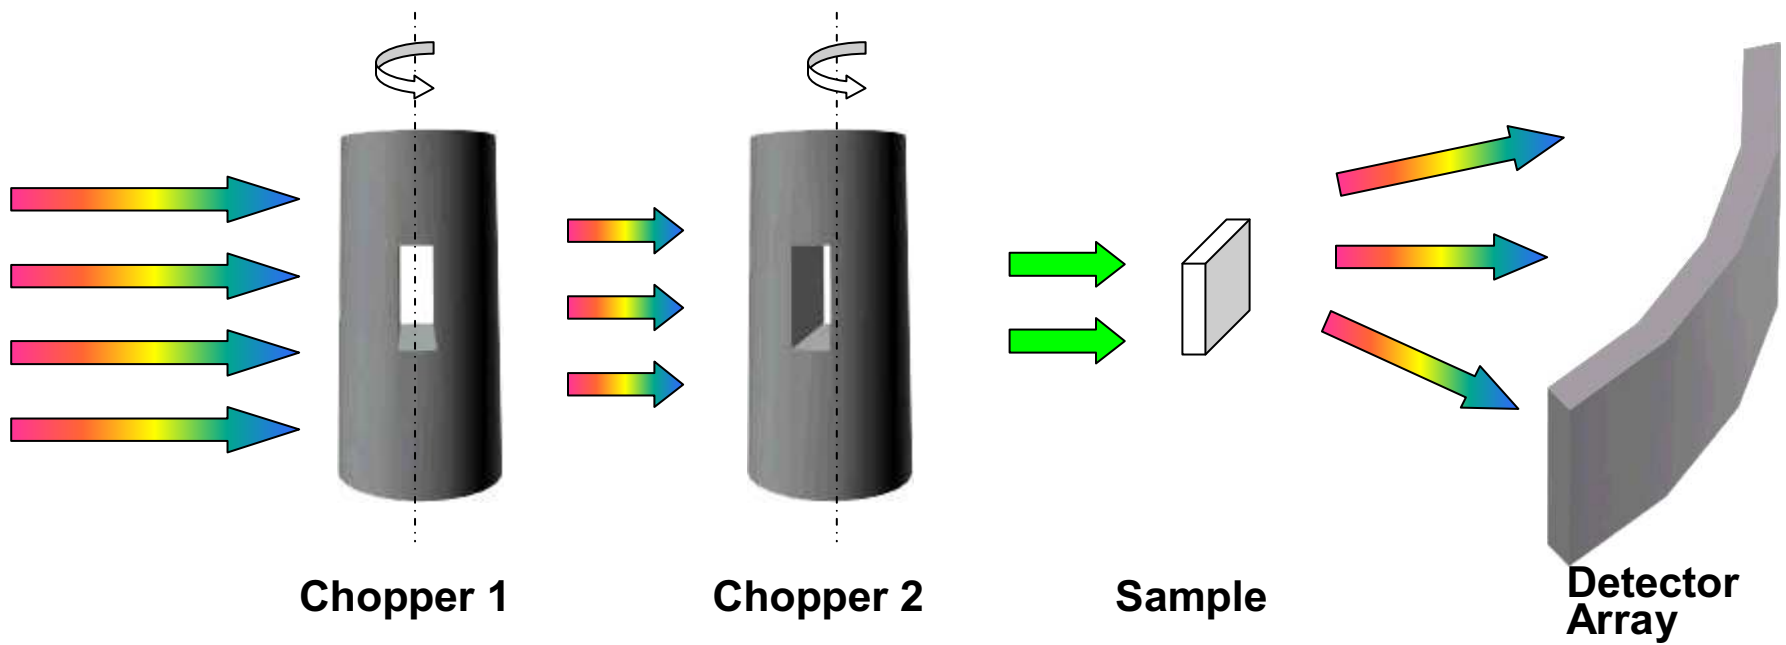 Chopper 1
Chopper 2
Sample
Detector
Array